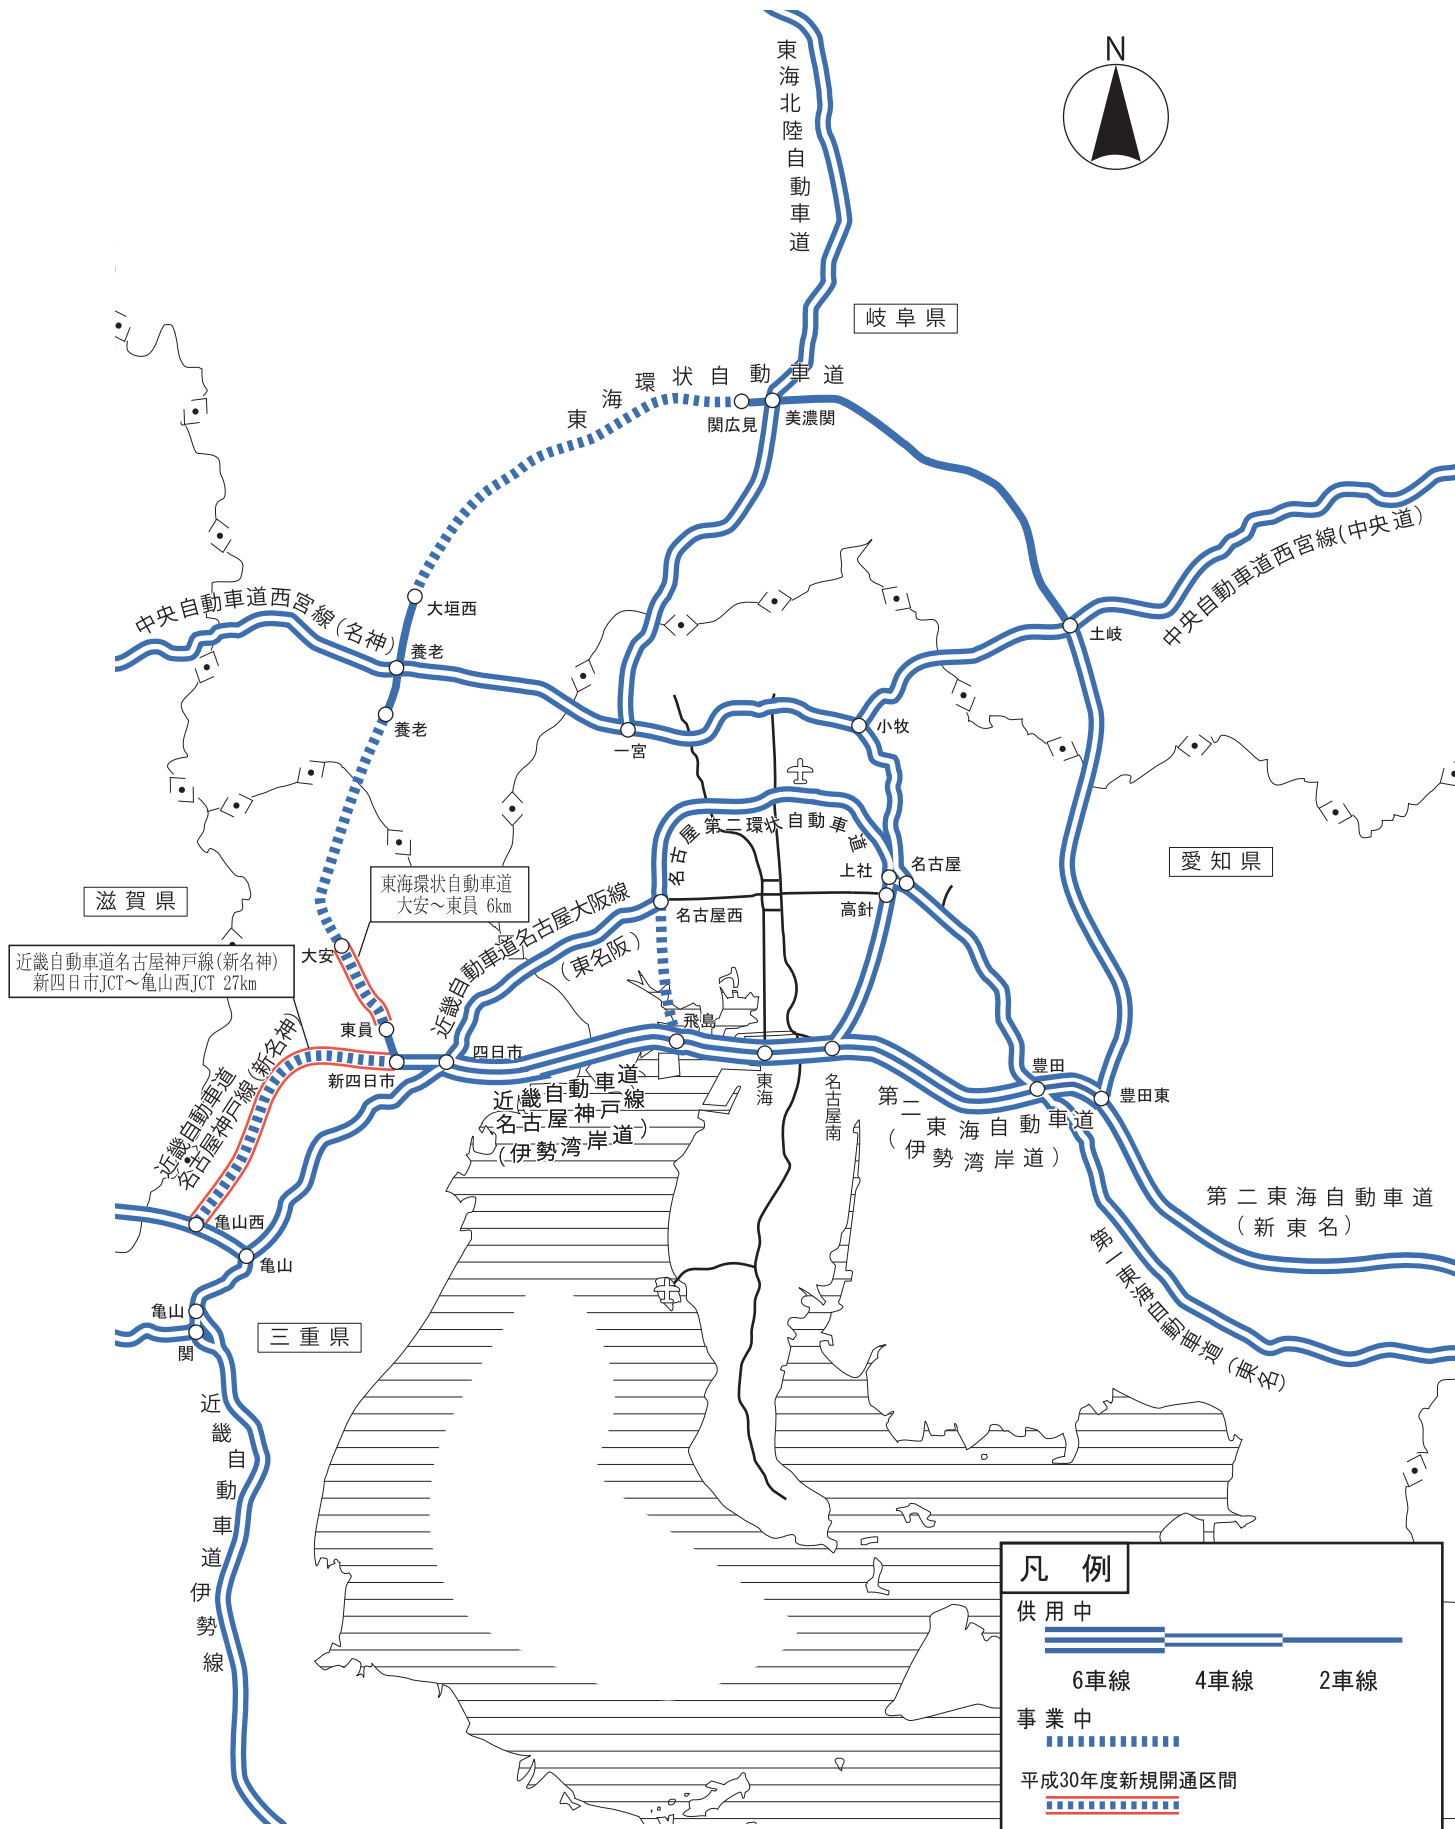 N
東海北陸自動車道
岐阜県
東海環状自動車道
関広見
美濃関
中央自動車道西宮線(中央道)
中央自動車道西宮線(名神)
大垣西
養老
養老
土岐
一宮
小牧
名古屋第二環状自動車道
上社
名古屋
高針
名古屋西
愛知県
滋賀県
東海環状自動車道
大安～東員 6km
近畿自動車道名古屋大阪線
(東名阪)
近畿自動車道名古屋神戸線(新名神)
新四日市JCT～亀山西JCT 27km
大安
東員
新四日市
四日市
飛島
東海
名古屋南
豊田
豊田東
近畿自動車道
名古屋神戸線(新名神)
近畿自動車道
名古屋神戸線
(伊勢湾岸道)
第二東海自動車道
(伊勢湾岸道)
第二東海自動車道
(新東名)
第一東海自動車道(東名)
亀山西
亀山
亀山
関
三重県
近畿自動車道伊勢線
凡例
供用中
6車線 4車線 2車線
事業中
平成30年度新規開通区間